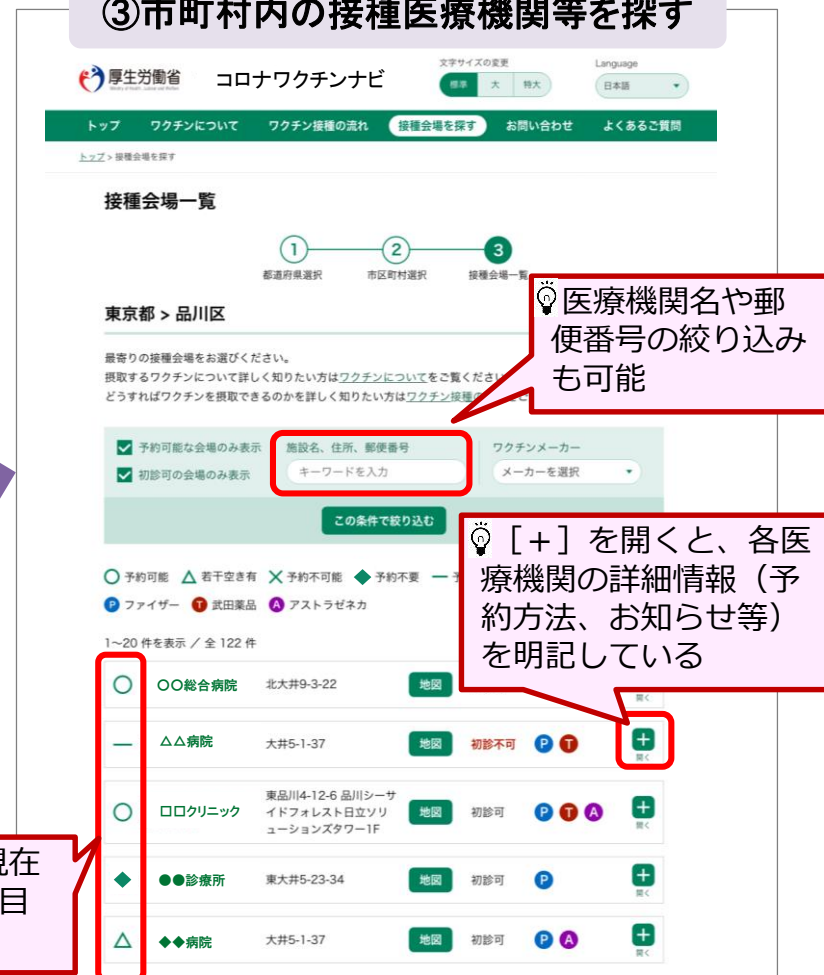 ③市町村内の接種医療機関等を探す
厚生労働省
コロナワクチンナビ
文字サイズの変更
標準 大 特大
Language
日本語
トップ ワクチンについて ワクチン接種の流れ 接種会場を探す お問い合わせ よくあるご質問
トップ > 接種会場を探す
接種会場一覧
1 2 3
都道府県選択 市区町村選択 接種会場一覧
東京都 > 品川区
💡医療機関名や郵
便番号の絞り込み
も可能
最寄りの接種会場をお選びください。
摂取するワクチンについて詳しく知りたい方はワクチンについてをご覧くださ
どうすればワクチンを摂取できるのかを詳しく知りたい方はワクチン接種
予約可能な会場のみ表示
初診可の会場のみ表示
施設名、住所、郵便番号
キーワードを入力
ワクチンメーカー
メーカーを選択
この条件で絞り込む
💡［+］を開くと、各医
療機関の詳細情報（予
約方法、お知らせ等）
を明記している
予約可能 △ 若干空き有 ✕ 予約不可能 ◆ 予約不要 ー
P ファイザー T 武田薬品 A アストラゼネカ
1〜20 件を表示 / 全 122 件
〇 〇〇総合病院 北大井9-3-22 地図 開く
ー △△病院 大井5-1-37 地図 初診不可 P T + 開く
〇 □□クリニック 東品川4-12-6 品川シーサ
イドフォレスト日立ソリ
ューションズタワー1F 地図 初診可 P T A + 開く
◆ ●●診療所 東大井5-23-34 地図 初診可 P + 開く
△ ◆◆病院 大井5-1-37 地図 初診可 P A + 開く
現在
目